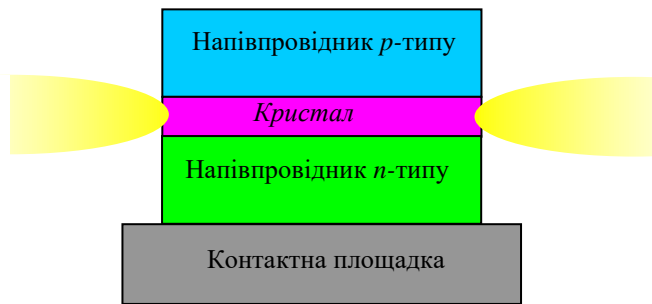 Напівпровідник p-типу
Кристал
Напівпровідник n-типу
Контактна площадка